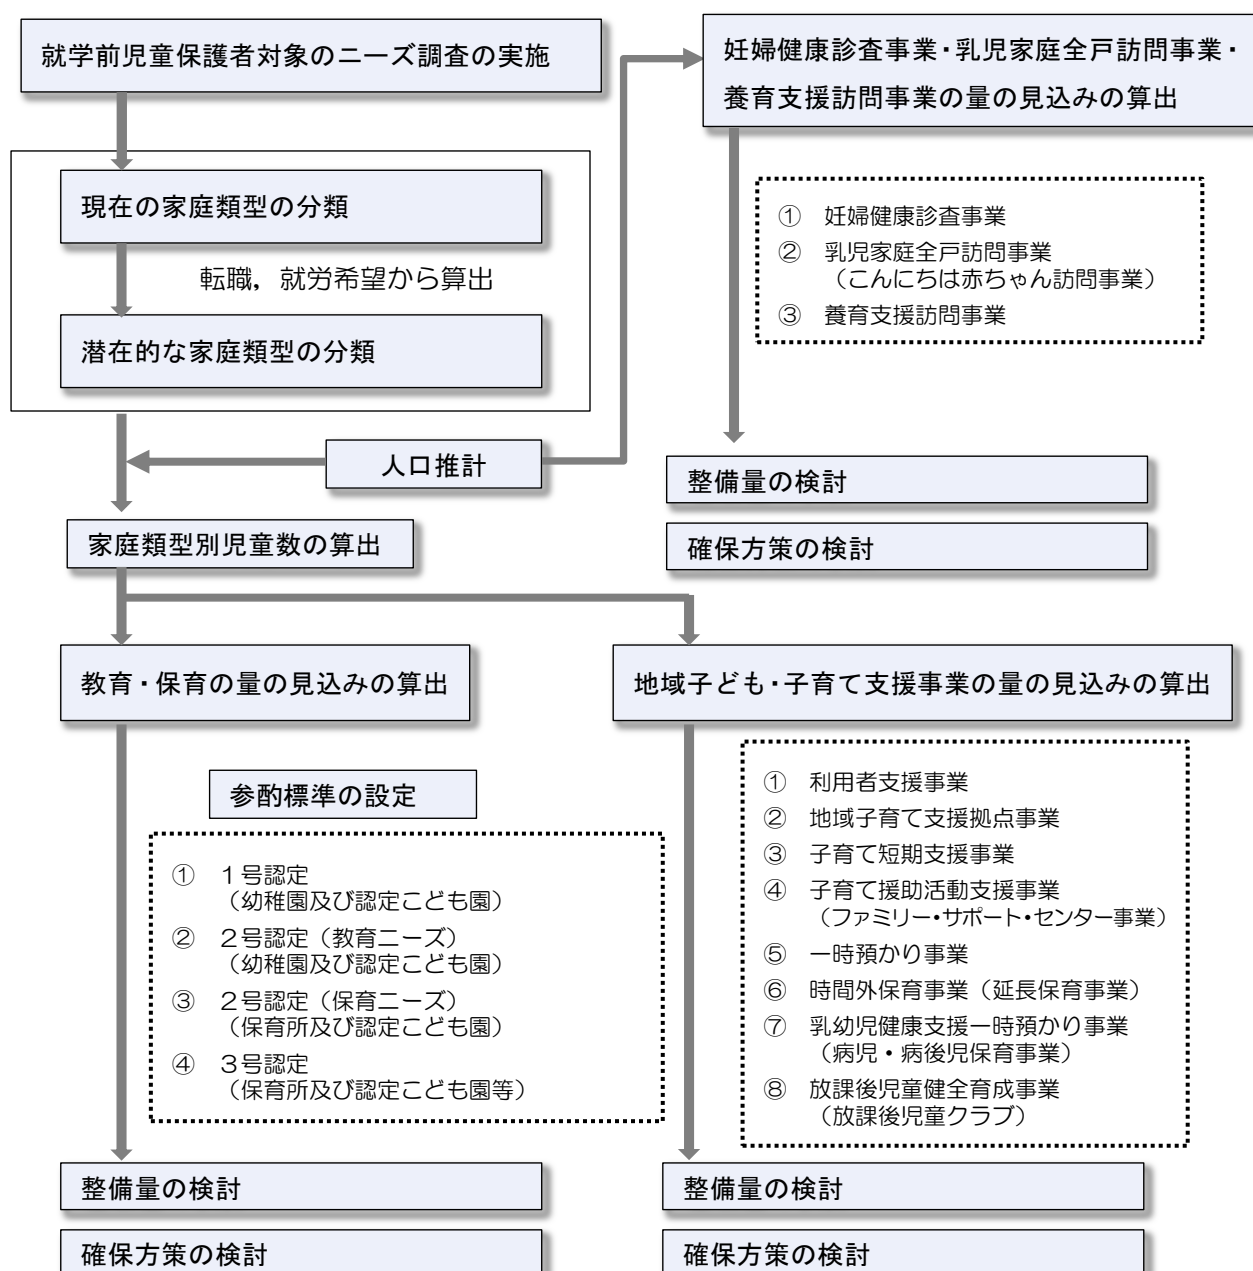 就学前児童保護者対象のニーズ調査の実施
妊婦健康診査事業・乳児家庭全戸訪問事業・
養育支援訪問事業の量の見込みの算出
現在の家庭類型の分類
転職，就労希望から算出
潜在的な家庭類型の分類
① 妊婦健康診査事業
② 乳児家庭全戸訪問事業
（こんにちは赤ちゃん訪問事業）
③ 養育支援訪問事業
人口推計
整備量の検討
確保方策の検討
家庭類型別児童数の算出
教育・保育の量の見込みの算出
参酌標準の設定
① １号認定
（幼稚園及び認定こども園）
② ２号認定（教育ニーズ）
（幼稚園及び認定こども園）
③ ２号認定（保育ニーズ）
（保育所及び認定こども園）
④ ３号認定
（保育所及び認定こども園等）
整備量の検討
確保方策の検討
地域子ども・子育て支援事業の量の見込みの算出
① 利用者支援事業
② 地域子育て支援拠点事業
③ 子育て短期支援事業
④ 子育て援助活動支援事業
（ファミリー・サポート・センター事業）
⑤ 一時預かり事業
⑥ 時間外保育事業（延長保育事業）
⑦ 乳幼児健康支援一時預かり事業
（病児・病後児保育事業）
⑧ 放課後児童健全育成事業
（放課後児童クラブ）
整備量の検討
確保方策の検討